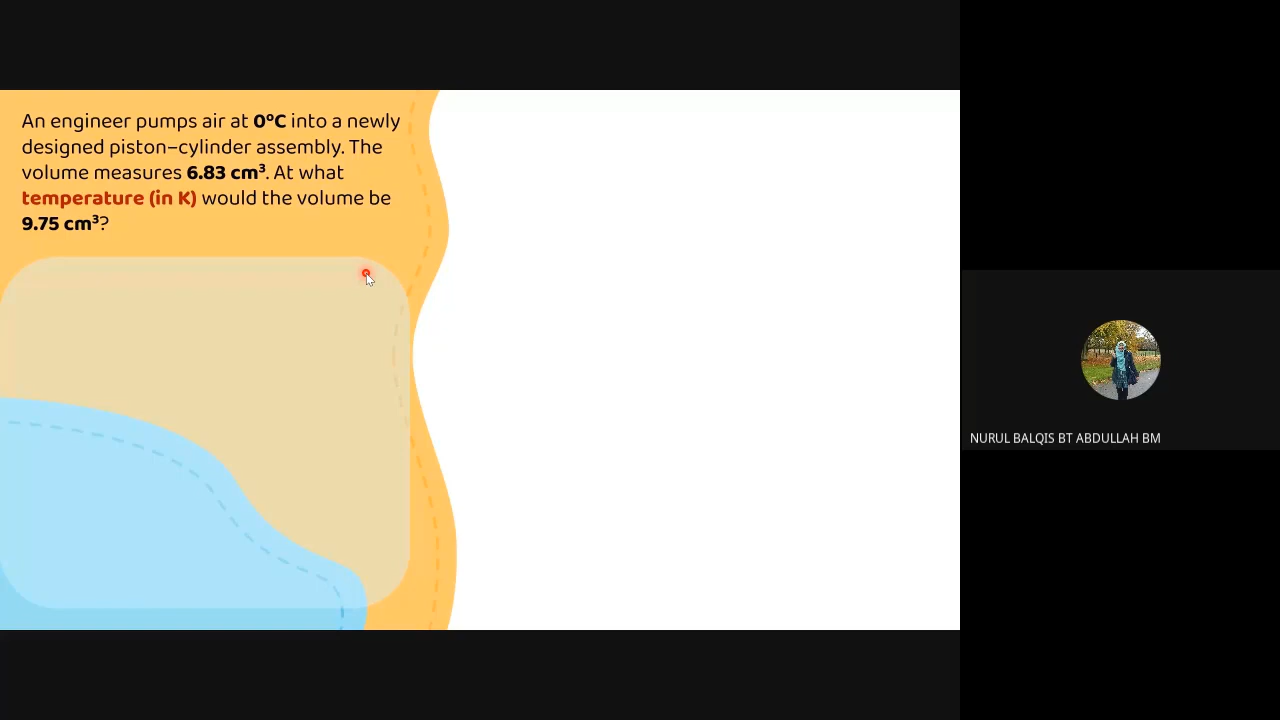 An engineer pumps air at 0°C into a newly
designed piston–cylinder assembly. The
volume measures 6.83 cm³. At what
temperature (in K) would the volume be
9.75 cm³?
NURUL BALQIS BT ABDULLAH BM